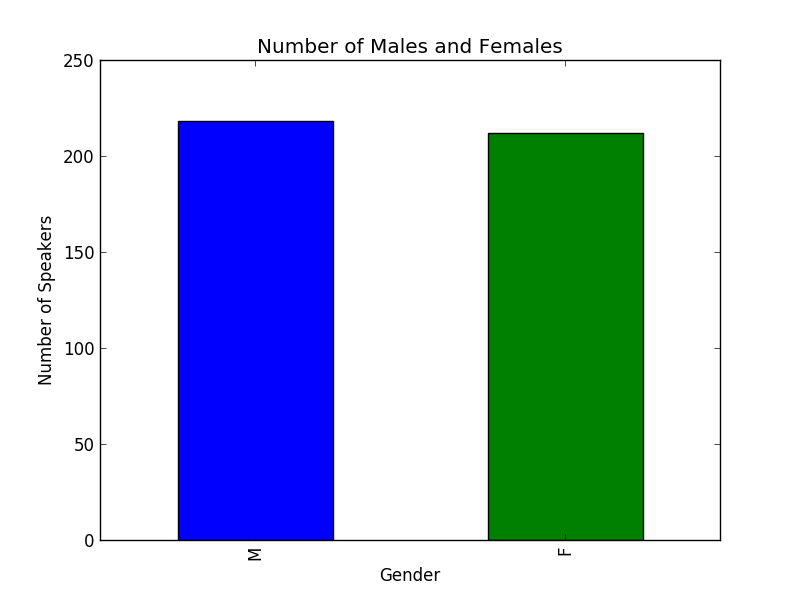 Number of Males and Females
250
200
150
100
50
0
Number of Speakers
M
F
Gender